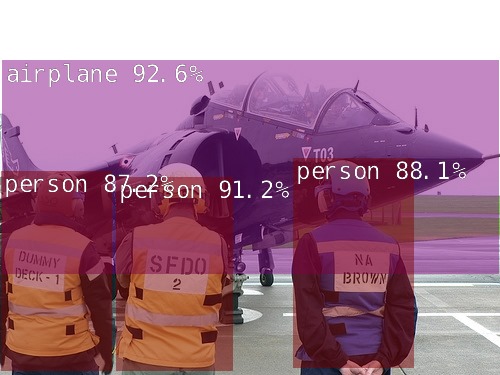 airplane 92.6%
T03
person 87.2%
person 91.2%
person 88.1%
DUMMY
DECK-1
SFDO
2
NA
BROWN